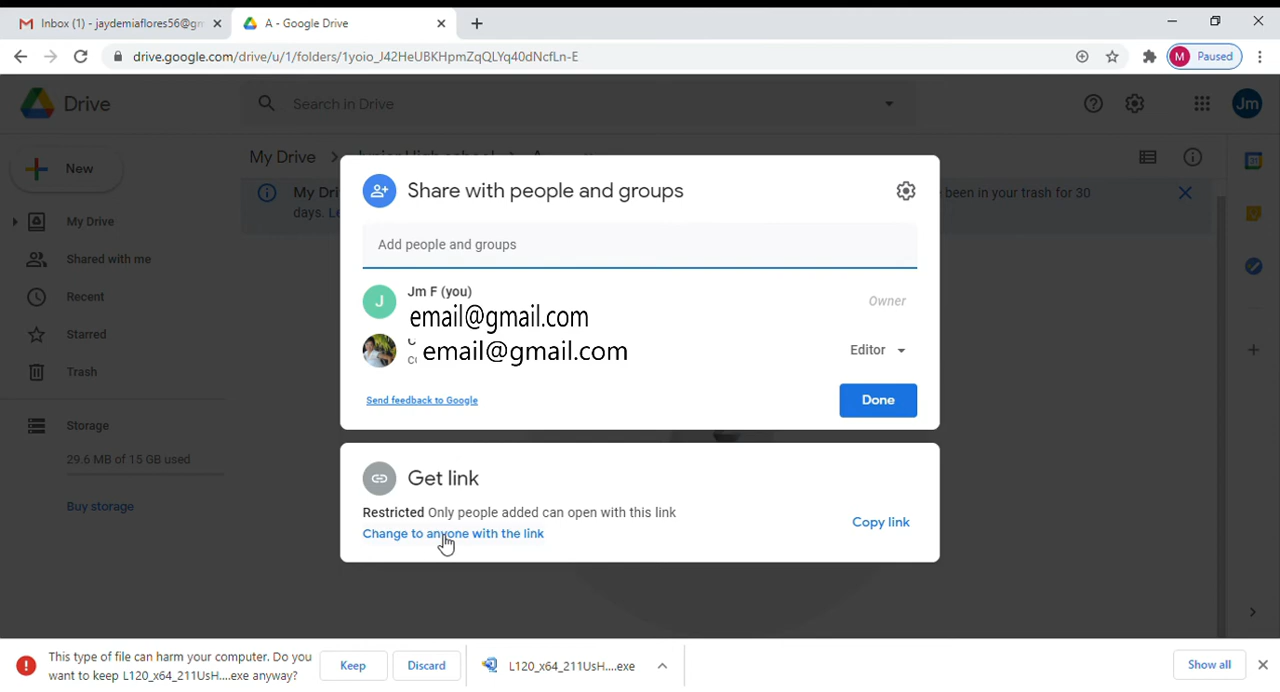 Inbox (1) - jaydemiaflores56@gm
A - Google Drive
drive.google.com/drive/u/1/folders/1yoio_J42HeUBKHpmZqQLYq40dNcfLn-E
M Paused
Drive
Search in Drive
Jm
New
My Drive
My Dri
been in your trash for 30
days. Le
My Drive
Shared with me
Recent
Starred
Trash
Storage
29.6 MB of 15 GB used
Buy storage
Share with people and groups
Add people and groups
J
Jm F (you)
email@gmail.com
Owner
email@gmail.com
Editor
Send feedback to Google
Done
Get link
Restricted Only people added can open with this link
Change to anyone with the link
Copy link
This type of file can harm your computer. Do you
want to keep L120_x64_211UsH....exe anyway?
Keep
Discard
L120_x64_211UsH....exe
Show all